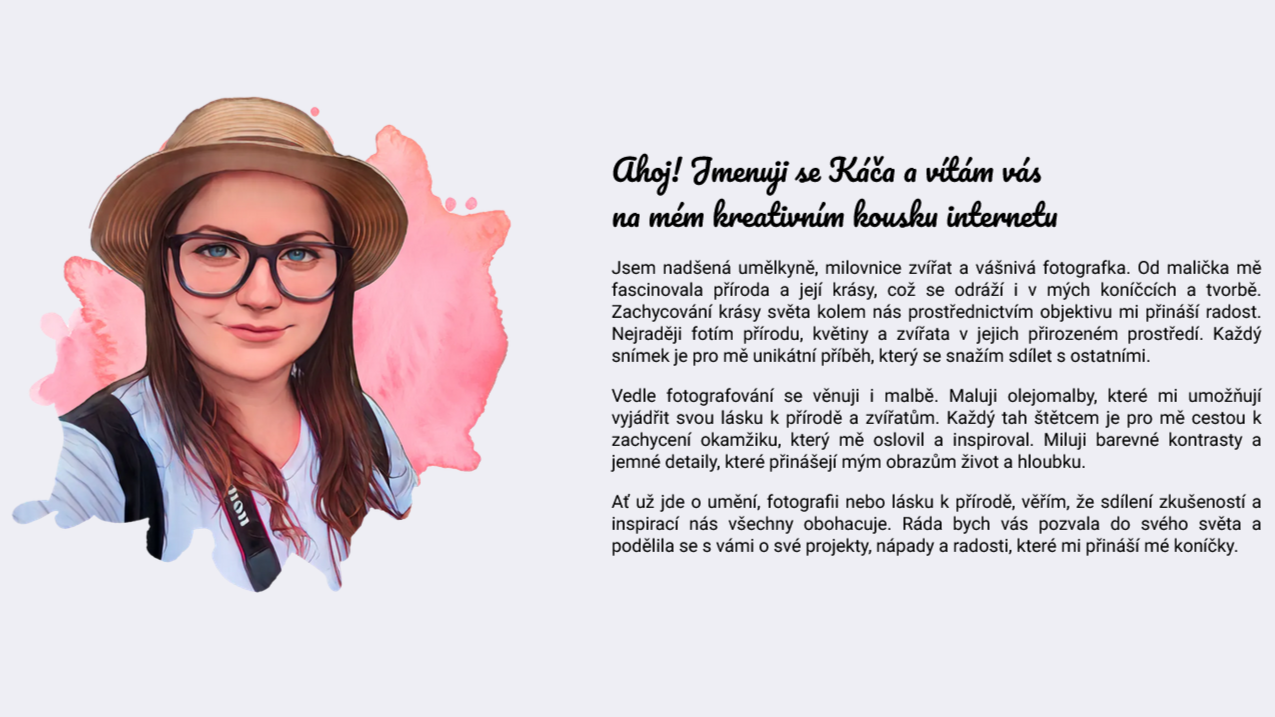 Ahoj! Jmenuji se Káča a vítám vás
na mém kreativním kousku internetu
Jsem nadšená umělkyně, milovnice zvířat a vášnivá fotografka. Od malička mě
fascinovala příroda a její krásy, což se odráží i v mých koníčcích a tvorbě.
Zachycování krásy světa kolem nás prostřednictvím objektivu mi přináší radost.
Nejraději fotím přírodu, květiny a zvířata v jejich přirozeném prostředí. Každý
snímek je pro mě unikátní příběh, který se snažím sdílet s ostatními.
Vedle fotografování se věnuji i malbě. Maluji olejomalby, které mi umožňují
vyjádřit svou lásku k přírodě a zvířatům. Každý tah štětcem je pro mě cestou k
zachycení okamžiku, který mě oslovil a inspiroval. Miluji barevné kontrasty a
jemné detaily, které přinášejí mým obrazům život a hloubku.
Ať už jde o umění, fotografii nebo lásku k přírodě, věřím, že sdílení zkušeností a
inspirací nás všechny obohacuje. Ráda bych vás pozvala do svého světa a
podělila se s vámi o své projekty, nápady a radosti, které mi přináší mé koníčky.